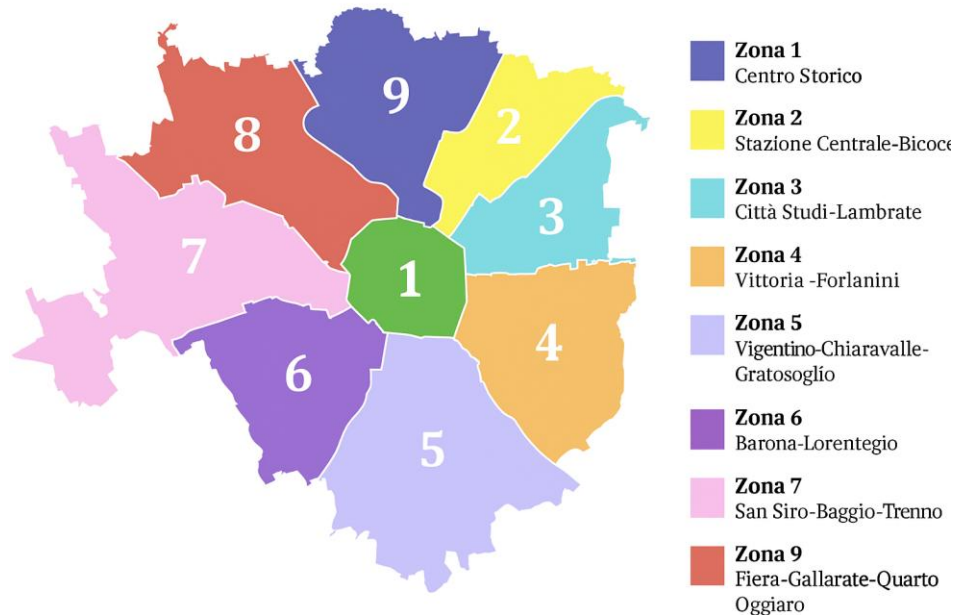 9
8
2
3
7
1
4
6
5
Zona 1
Centro Storico
Zona 2
Stazione Centrale-Bicoce
Zona 3
Città Studi-Lambrate
Zona 4
Vittoria -Forlanini
Zona 5
Vigentino-Chiaravalle-
Gratosoglío
Zona 6
Barona-Lorentegio
Zona 7
San Siro-Baggio-Trenno
Zona 9
Fiera-Gallarate-Quarto
Oggiaro